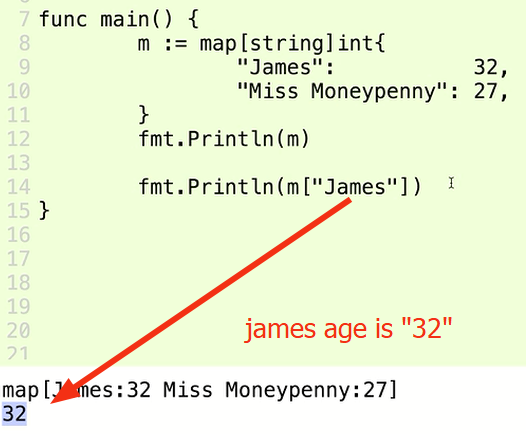 7 func main() {
8 m := map[string]int{
9 "James": 32,
10 "Miss Moneypenny": 27,
11 }
12 fmt.Println(m)
13
14 fmt.Println(m["James"])
15 }
16
17
18
19
20
james age is "32"
21
map[James:32 Miss Moneypenny:27]
32